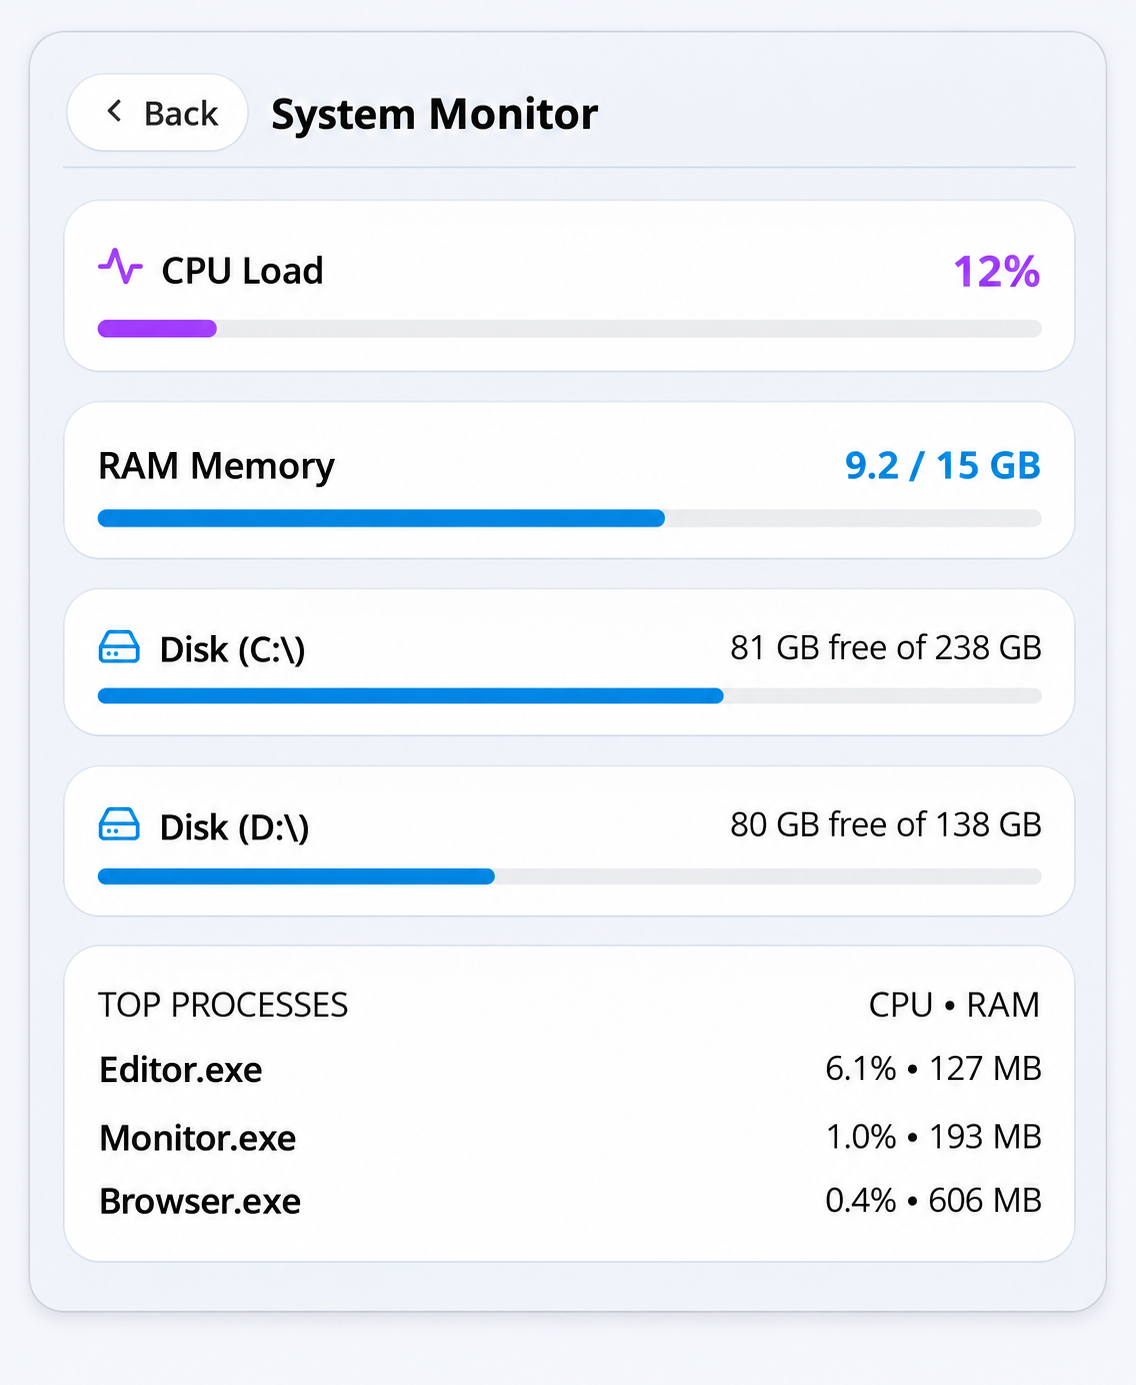 Back System Monitor
CPU Load 12%
RAM Memory 9.2 / 15 GB
Disk (C:\) 81 GB free of 238 GB
Disk (D:\) 80 GB free of 138 GB
TOP PROCESSES CPU • RAM
Editor.exe 6.1% • 127 MB
Monitor.exe 1.0% • 193 MB
Browser.exe 0.4% • 606 MB